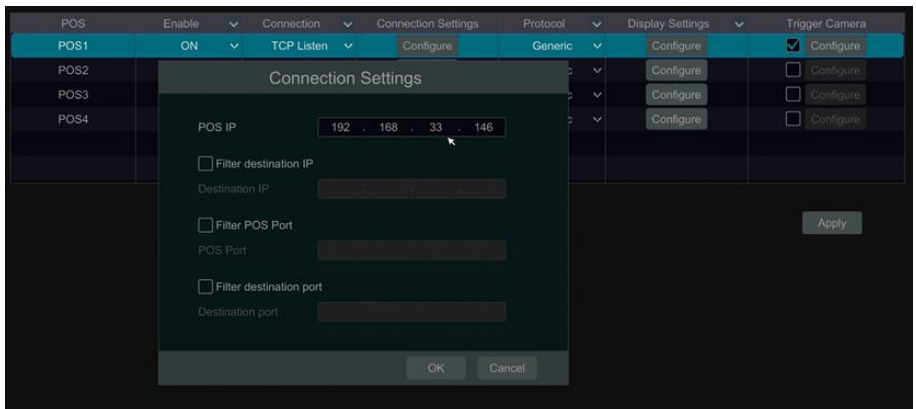 POS Enable Connection Connection Settings Protocol Display Settings Trigger Camera
POS1 ON TCP Listen Configure Generic Configure Configure
POS2 Configure Configure
POS3 Configure Configure
POS4 Configure Configure
Connection Settings
POS IP 192 . 168 . 33 . 146
Filter destination IP
Destination IP
Filter POS Port
POS Port
Filter destination port
Destination port
OK Cancel
Apply